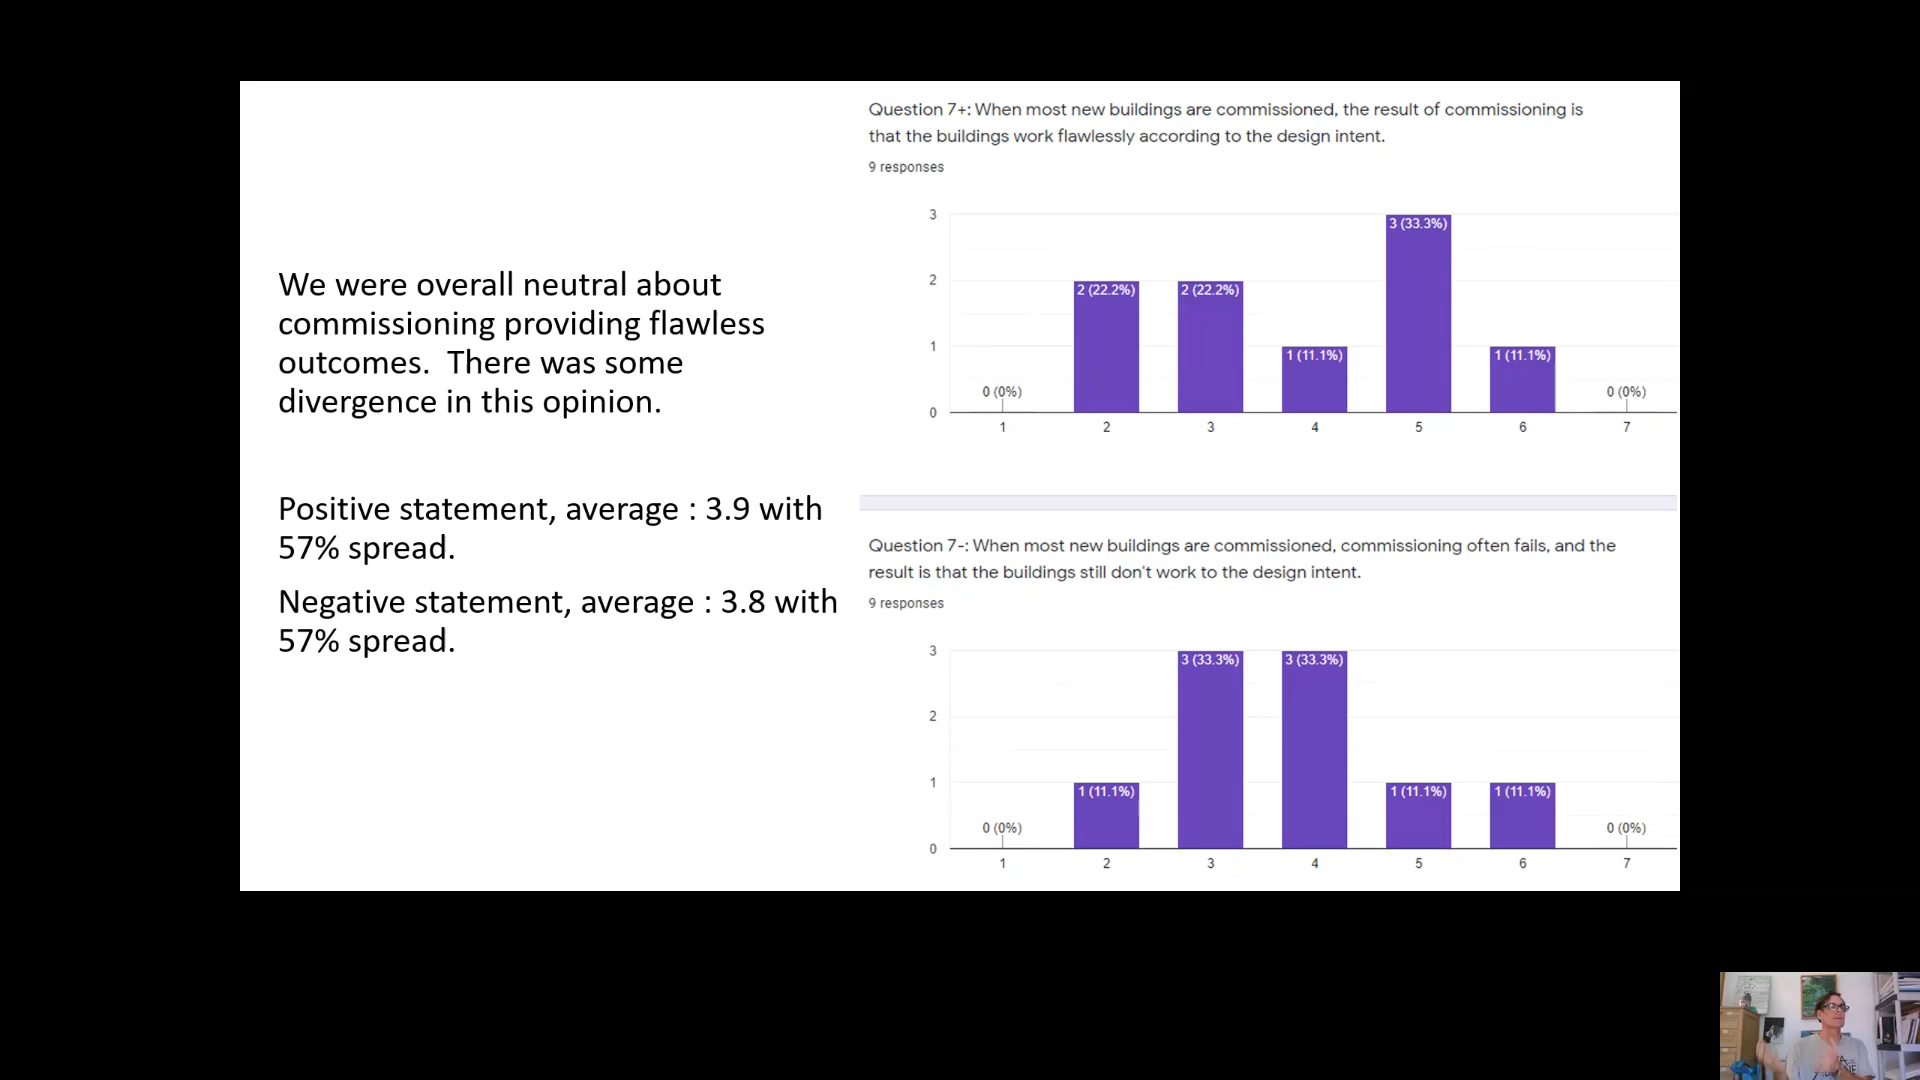 We were overall neutral about
commissioning providing flawless
outcomes.  There was some
divergence in this opinion.
Positive statement, average : 3.9 with
57% spread.
Negative statement, average : 3.8 with
57% spread.
Question 7+: When most new buildings are commissioned, the result of commissioning is
that the buildings work flawlessly according to the design intent.
9 responses
3
2
1
0
0 (0%)
2 (22.2%)
2 (22.2%)
1 (11.1%)
3 (33.3%)
1 (11.1%)
0 (0%)
1 2 3 4 5 6 7
Question 7-: When most new buildings are commissioned, commissioning often fails, and the
result is that the buildings still don't work to the design intent.
9 responses
3
2
1
0
0 (0%)
1 (11.1%)
3 (33.3%)
3 (33.3%)
1 (11.1%)
1 (11.1%)
0 (0%)
1 2 3 4 5 6 7